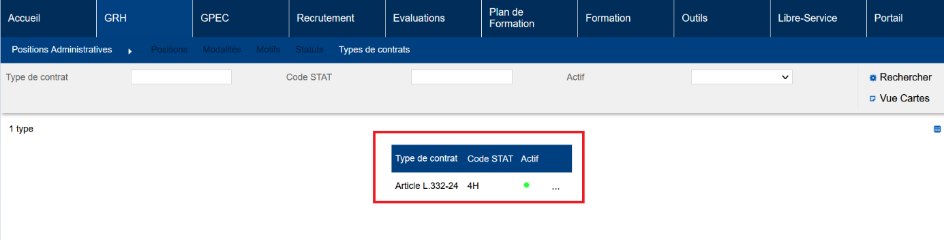 Accueil GRH GPEC Recrutement Evaluations Plan de Formation Formation Outils Libre-Service Portail
Positions Administratives Positions Modalités Motifs Statuts Types de contrats
Type de contrat Code STAT Actif Rechercher
Vue Cartes
1 type
Type de contrat Code STAT Actif
Article L.332-24 4H ...